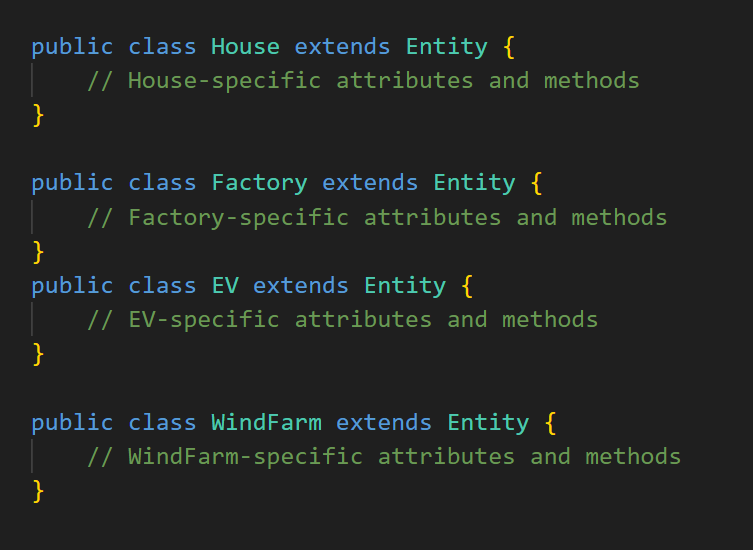 public class House extends Entity {
    // House-specific attributes and methods
}

public class Factory extends Entity {
    // Factory-specific attributes and methods
}
public class EV extends Entity {
    // EV-specific attributes and methods
}

public class WindFarm extends Entity {
    // WindFarm-specific attributes and methods
}